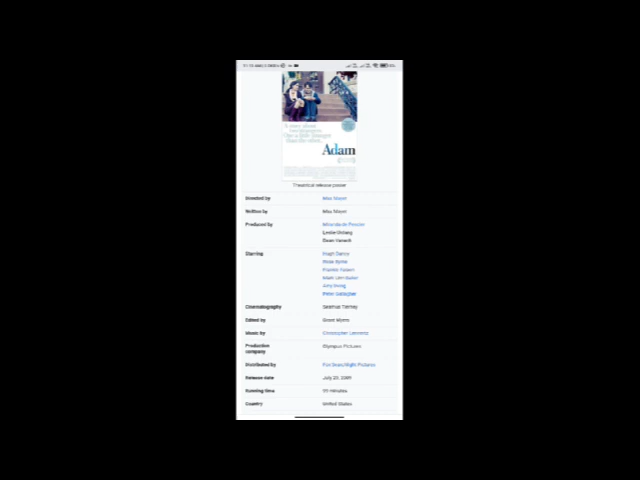 Adam
Theatrical release poster
Directed by Max Mayer
Written by Max Mayer
Produced by Miranda de Pencier
Leslie Urdang
Dean Vanech
Starring Hugh Dancy
Rose Byrne
Frankie Faison
Mark Linn-Baker
Amy Irving
Peter Gallagher
Cinematography Seamus Tierney
Edited by Grant Myers
Music by Christopher Lennertz
Production Olympus Pictures
company
Distributed by Fox Searchlight Pictures
Release date July 29, 2009
Running time 99 minutes
Country United States